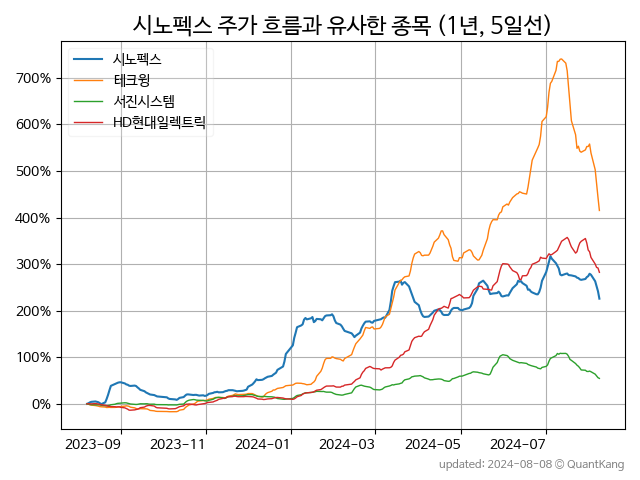 시노펙스 주가 흐름과 유사한 종목 (1년, 5일선)
시노펙스
테크윙
서진시스템
HD현대일렉트릭
700%
600%
500%
400%
300%
200%
100%
0%
2023-09 2023-11 2024-01 2024-03 2024-05 2024-07
updated: 2024-08-08 © QuantKang